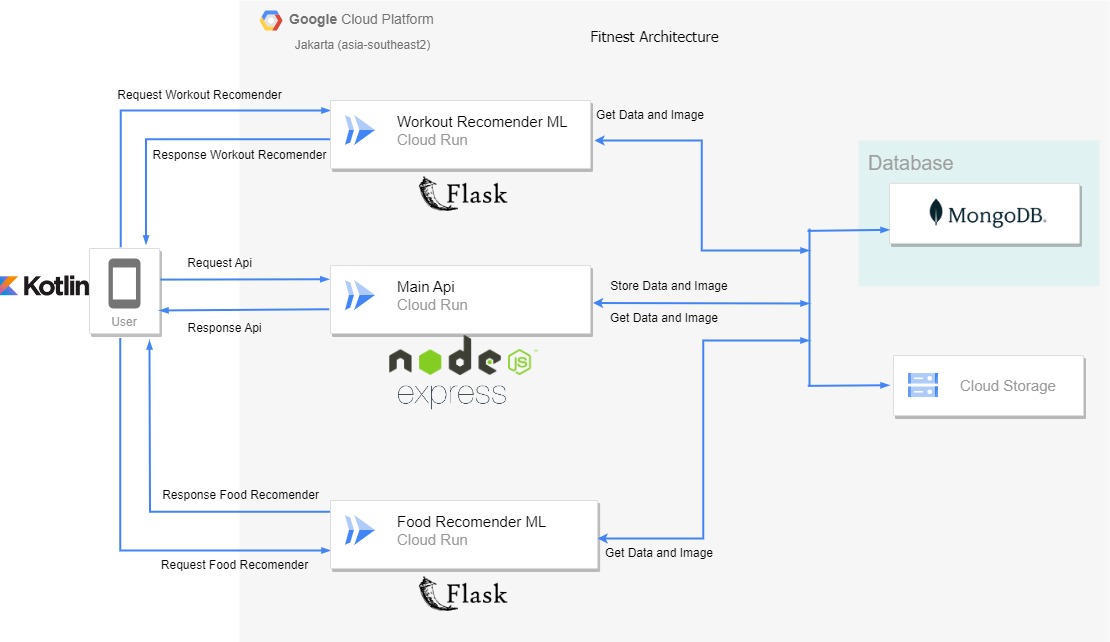 Google Cloud Platform
Jakarta (asia-southeast2)
Fitnest Architecture
Request Workout Recomender
Workout Recomender ML
Cloud Run
Get Data and Image
Response Workout Recomender
Flask
Database
MongoDB.
Kotlin
User
Request Api
Response Api
Main Api
Cloud Run
Store Data and Image
Get Data and Image
node
JS
express
Cloud Storage
Response Food Recomender
Request Food Recomender
Food Recomender ML
Cloud Run
Get Data and Image
Flask